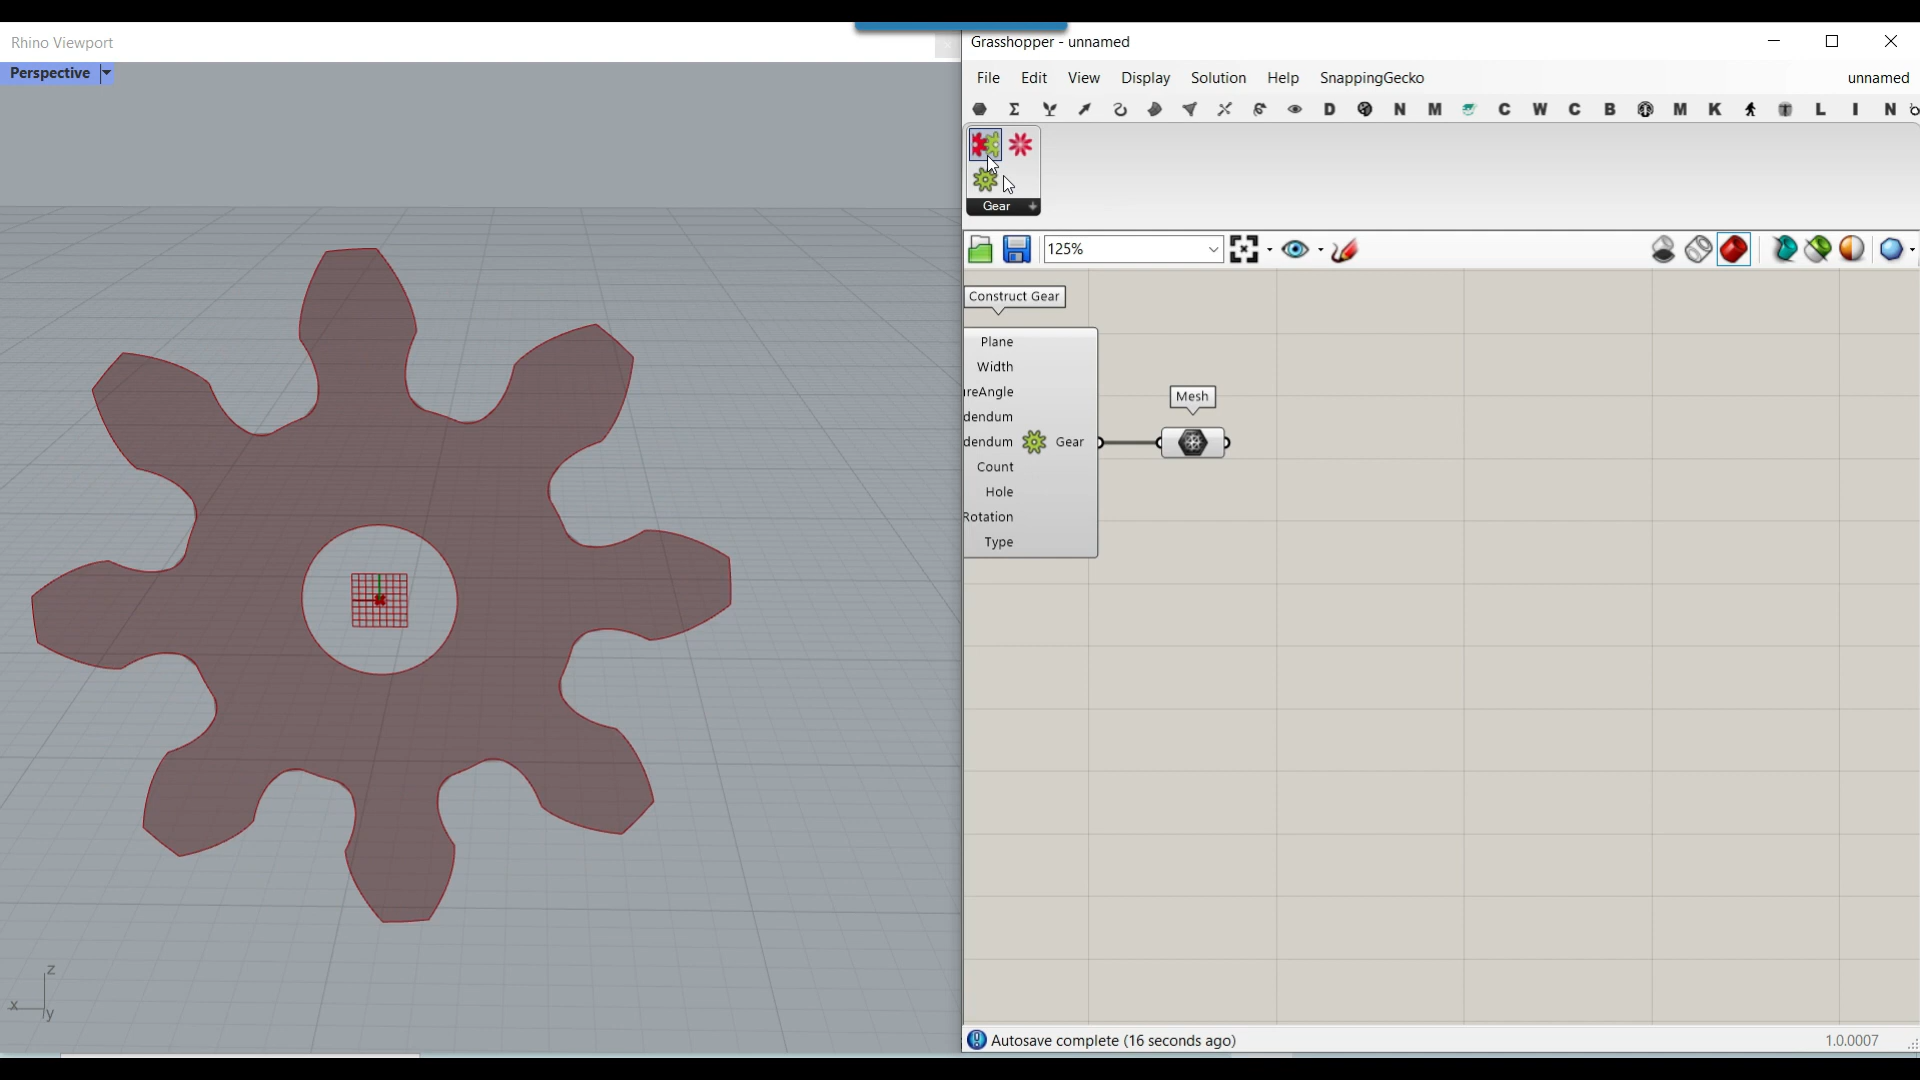 Rhino Viewport
Perspective
z
x
y
Grasshopper - unnamed
File Edit View Display Solution Help SnappingGecko unnamed
D N M C W C B M K L I N
Gear
125%
Construct Gear
Plane
Width
ureAngle
dendum
dendum Gear
Count
Hole
Rotation
Type
Mesh
Autosave complete (16 seconds ago) 1.0.0007